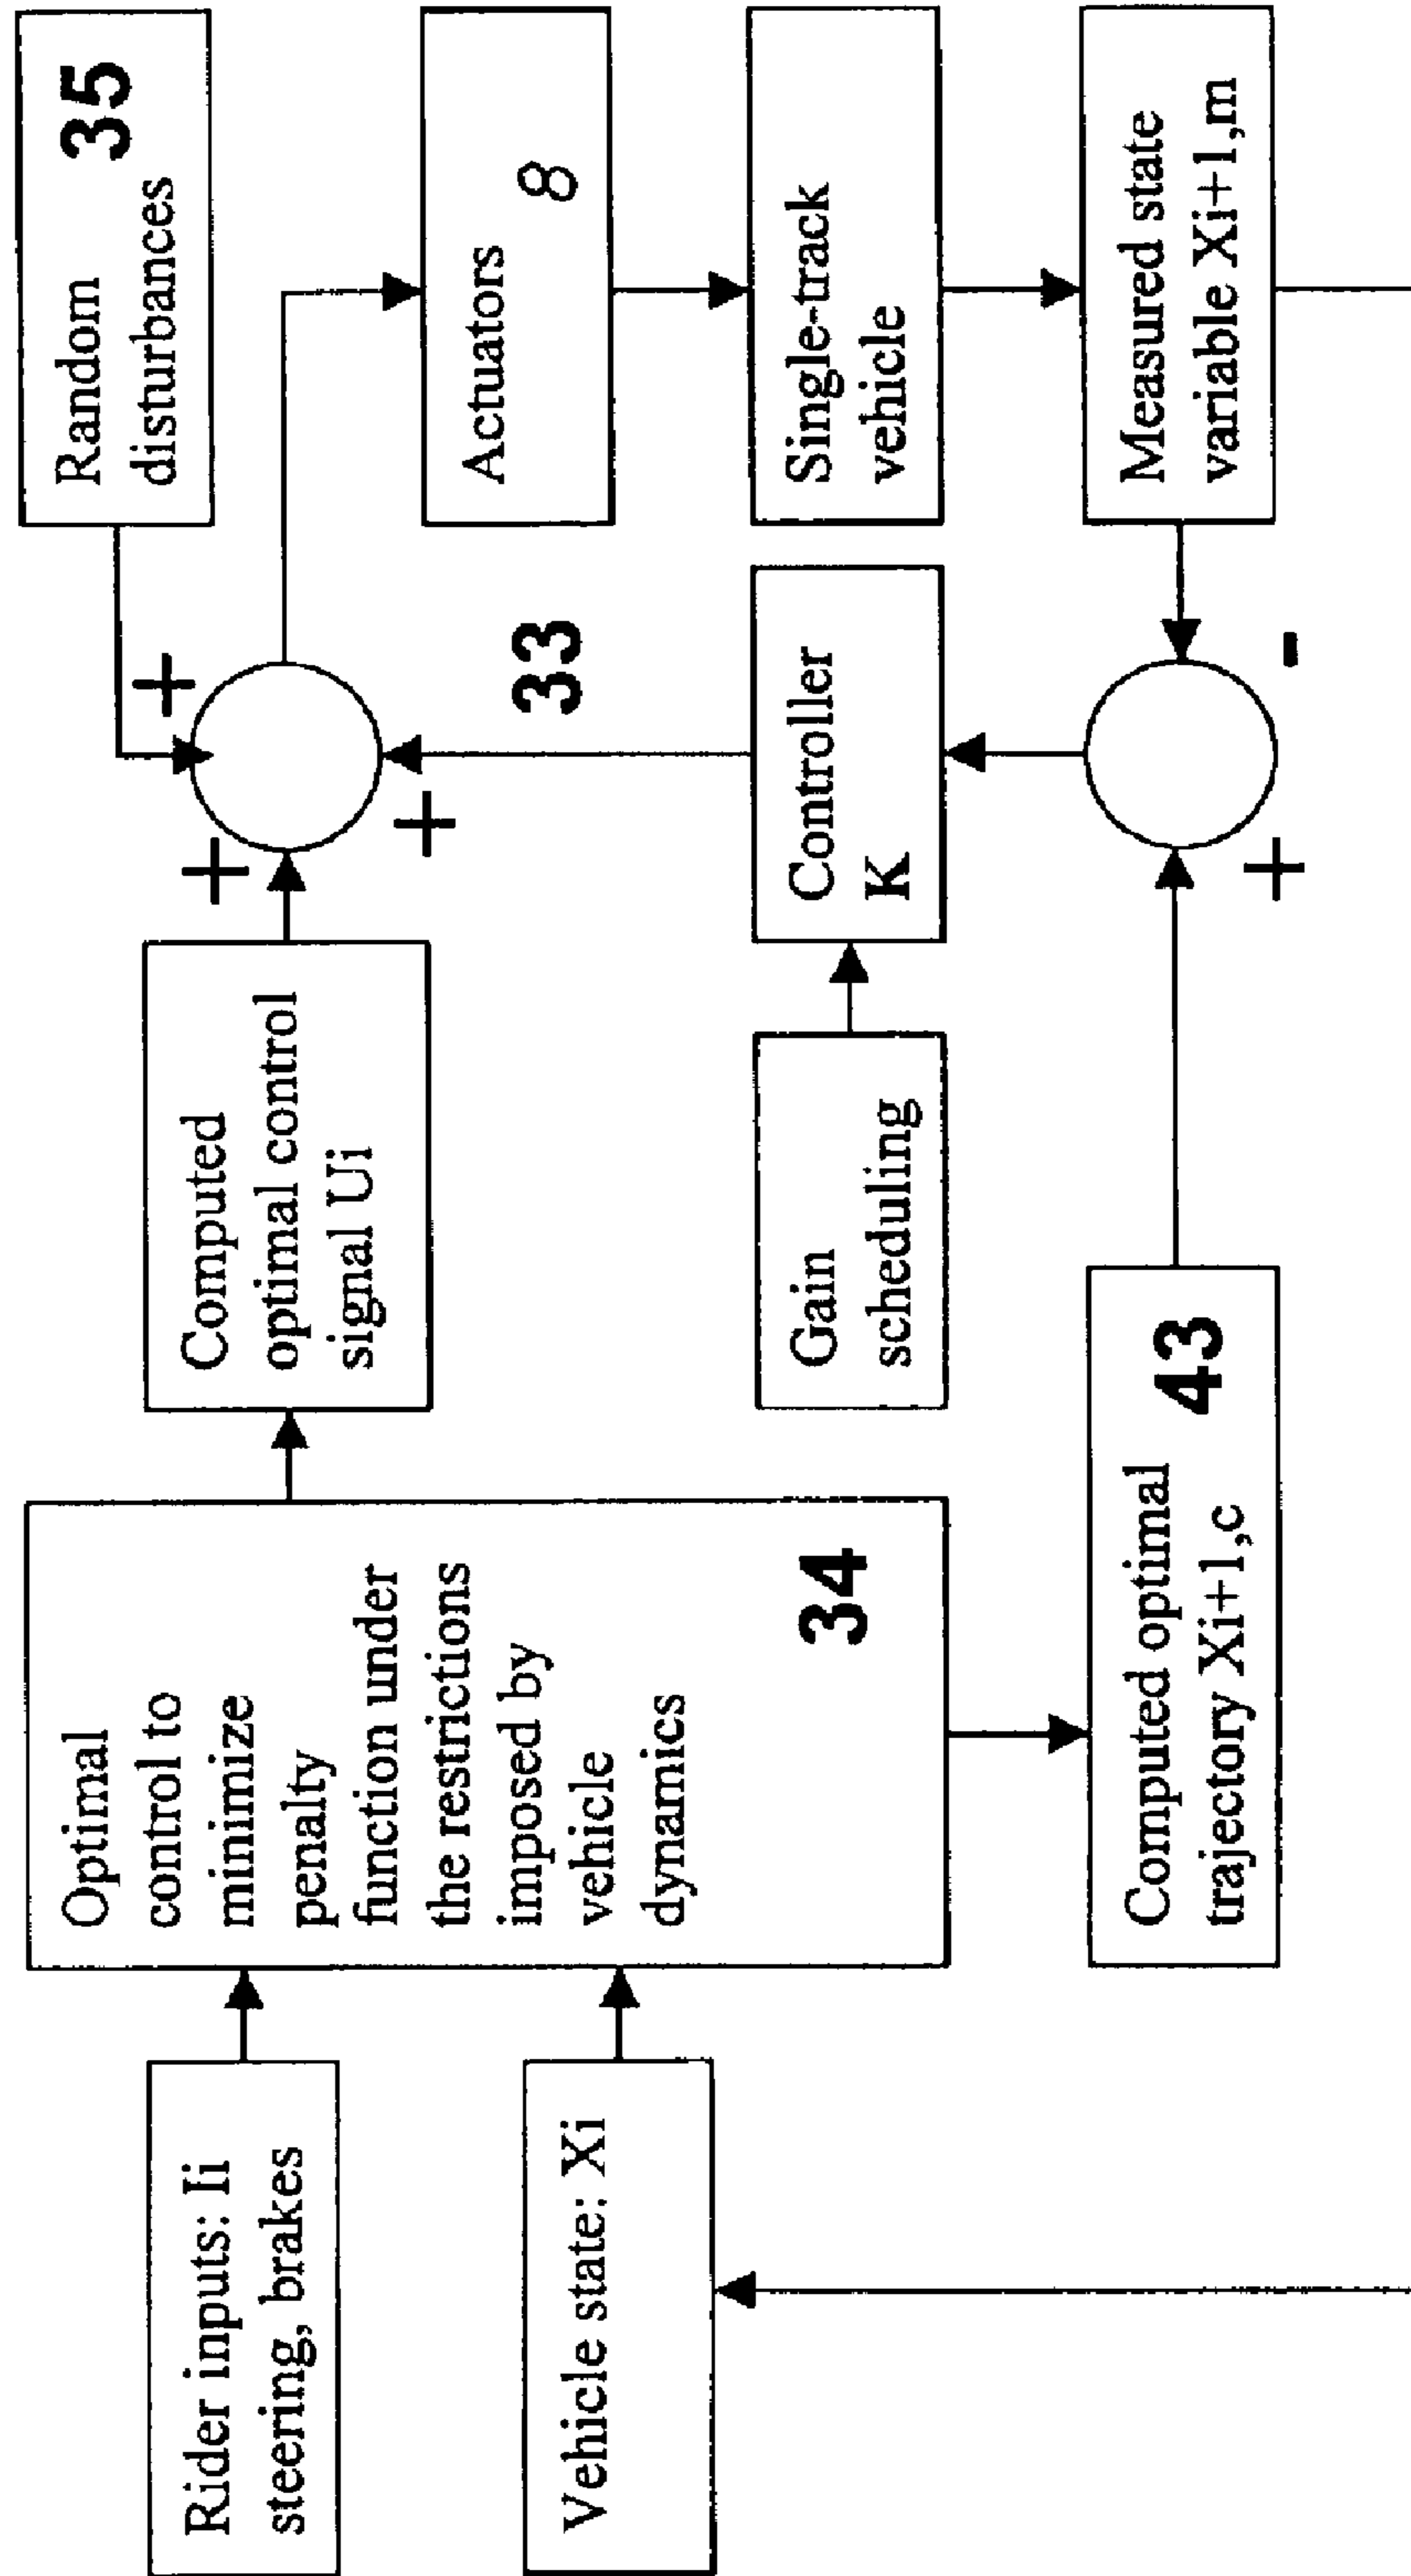 Rider inputs: Ii
steering, brakes
Vehicle state: Xi
Optimal
control to
minimize
penalty
function under
the restrictions
imposed by
vehicle
dynamics
34
Computed
optimal control
signal Ui
Gain
scheduling
Computed optimal
trajectory Xi+1,c
43
+
+
+
33
Controller
K
+
-
Random
disturbances
35
Actuators
8
Single-track
vehicle
Measured state
variable Xi+1,m